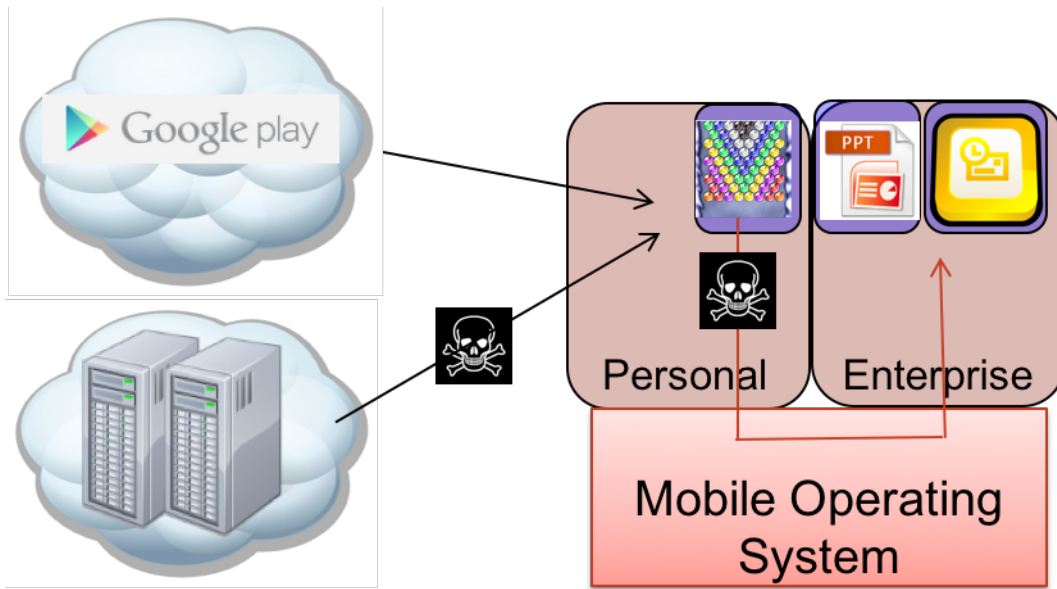 Google play
PPT
Personal
Enterprise
Mobile Operating
System